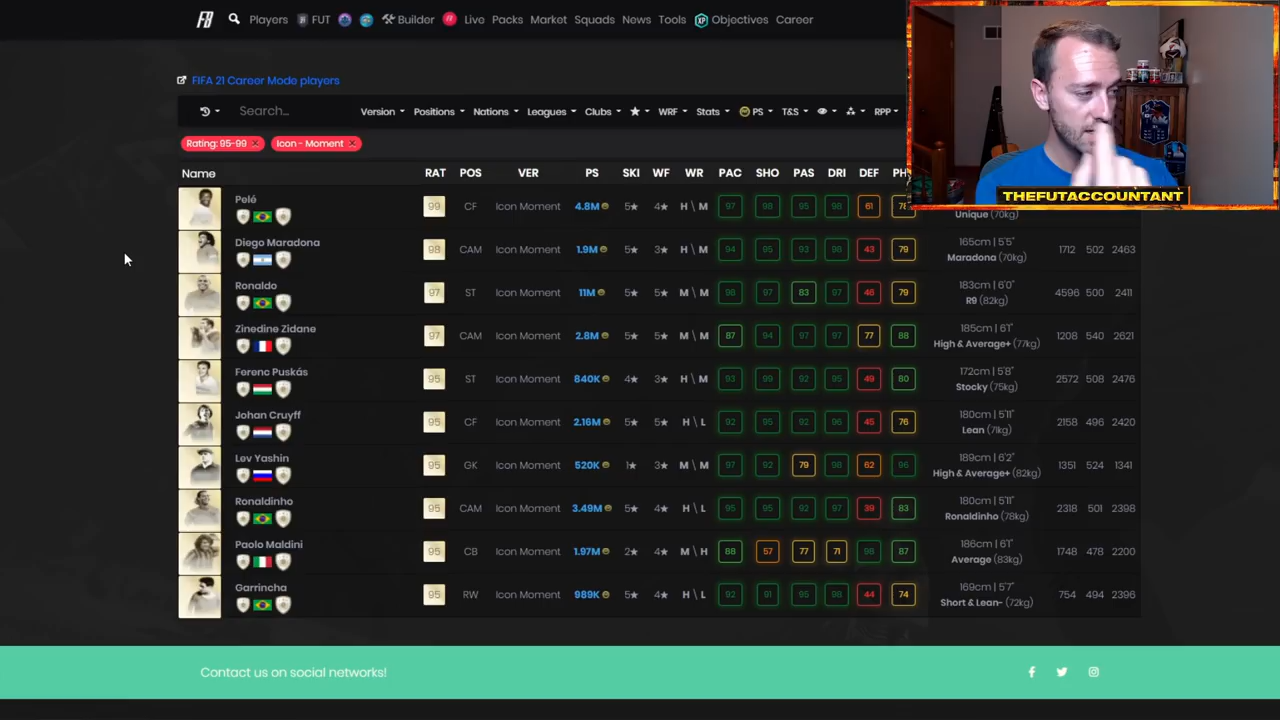 FB Players FUT Builder Live Packs Market Squads News Tools XP Objectives Career
FIFA 21 Career Mode players
Search... Version Positions Nations Leagues Clubs WRF Stats PS T&S RPP
Rating: 95-99 Icon - Moment
THEFUTACCOUNTANT
Name RAT POS VER PS SKI WF WR PAC SHO PAS DRI DEF PH
Pelé 99 CF Icon Moment 4.8M 5★ 4★ H \ M 97 98 95 98 61 78 Unique (70kg)
Diego Maradona 98 CAM Icon Moment 1.9M 5★ 3★ H \ M 94 95 93 98 43 79 165cm | 5'5" 1712 502 2463
Maradona (70kg)
Ronaldo 97 ST Icon Moment 11M 5★ 5★ M \ M 98 97 83 97 46 79 183cm | 6'0" 4596 500 2411
R9 (82kg)
Zinedine Zidane 97 CAM Icon Moment 2.8M 5★ 5★ M \ M 87 94 97 97 77 88 185cm | 6'1" 1208 540 2621
High & Average+ (77kg)
Ferenc Puskás 95 ST Icon Moment 840K 4★ 3★ H \ M 93 99 92 95 49 80 172cm | 5'8" 2572 508 2476
Stocky (75kg)
Johan Cruyff 95 CF Icon Moment 2.16M 5★ 5★ H \ L 92 95 92 96 45 76 180cm | 5'11" 2158 496 2420
Lean (71kg)
Lev Yashin 95 GK Icon Moment 520K 1★ 3★ M \ M 97 92 79 98 62 96 189cm | 6'2" 1351 524 1341
High & Average+ (82kg)
Ronaldinho 95 CAM Icon Moment 3.49M 5★ 4★ H \ L 95 95 92 97 39 83 180cm | 5'11" 2318 501 2398
Ronaldinho (78kg)
Paolo Maldini 95 CB Icon Moment 1.97M 2★ 4★ M \ H 88 57 77 71 98 87 186cm | 6'1" 1748 478 2200
Average (83kg)
Garrincha 95 RW Icon Moment 989K 5★ 4★ H \ L 92 91 95 98 44 74 169cm | 5'7" 754 494 2396
Short & Lean- (72kg)
Contact us on social networks!